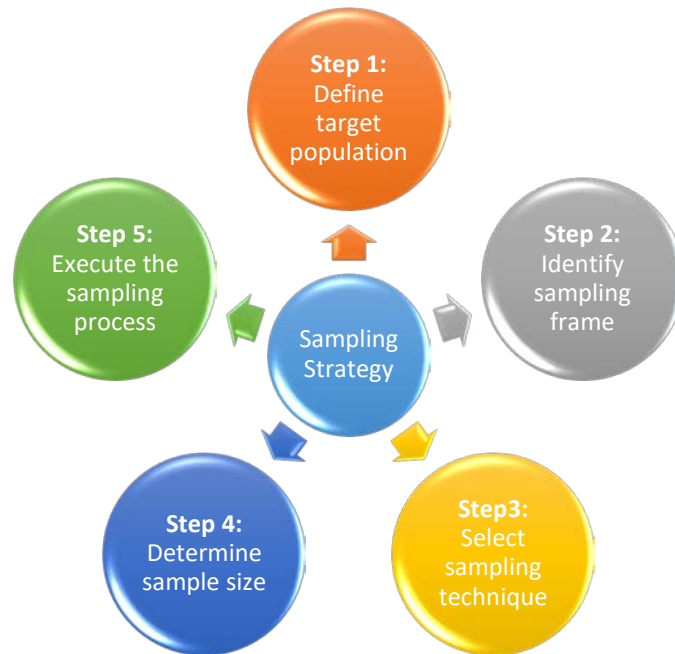 Step 1:
Define
target
population
Step 2:
Identify
sampling
frame
Step3:
Select
sampling
technique
Step 4:
Determine
sample size
Step 5:
Execute the
sampling
process
Sampling
Strategy